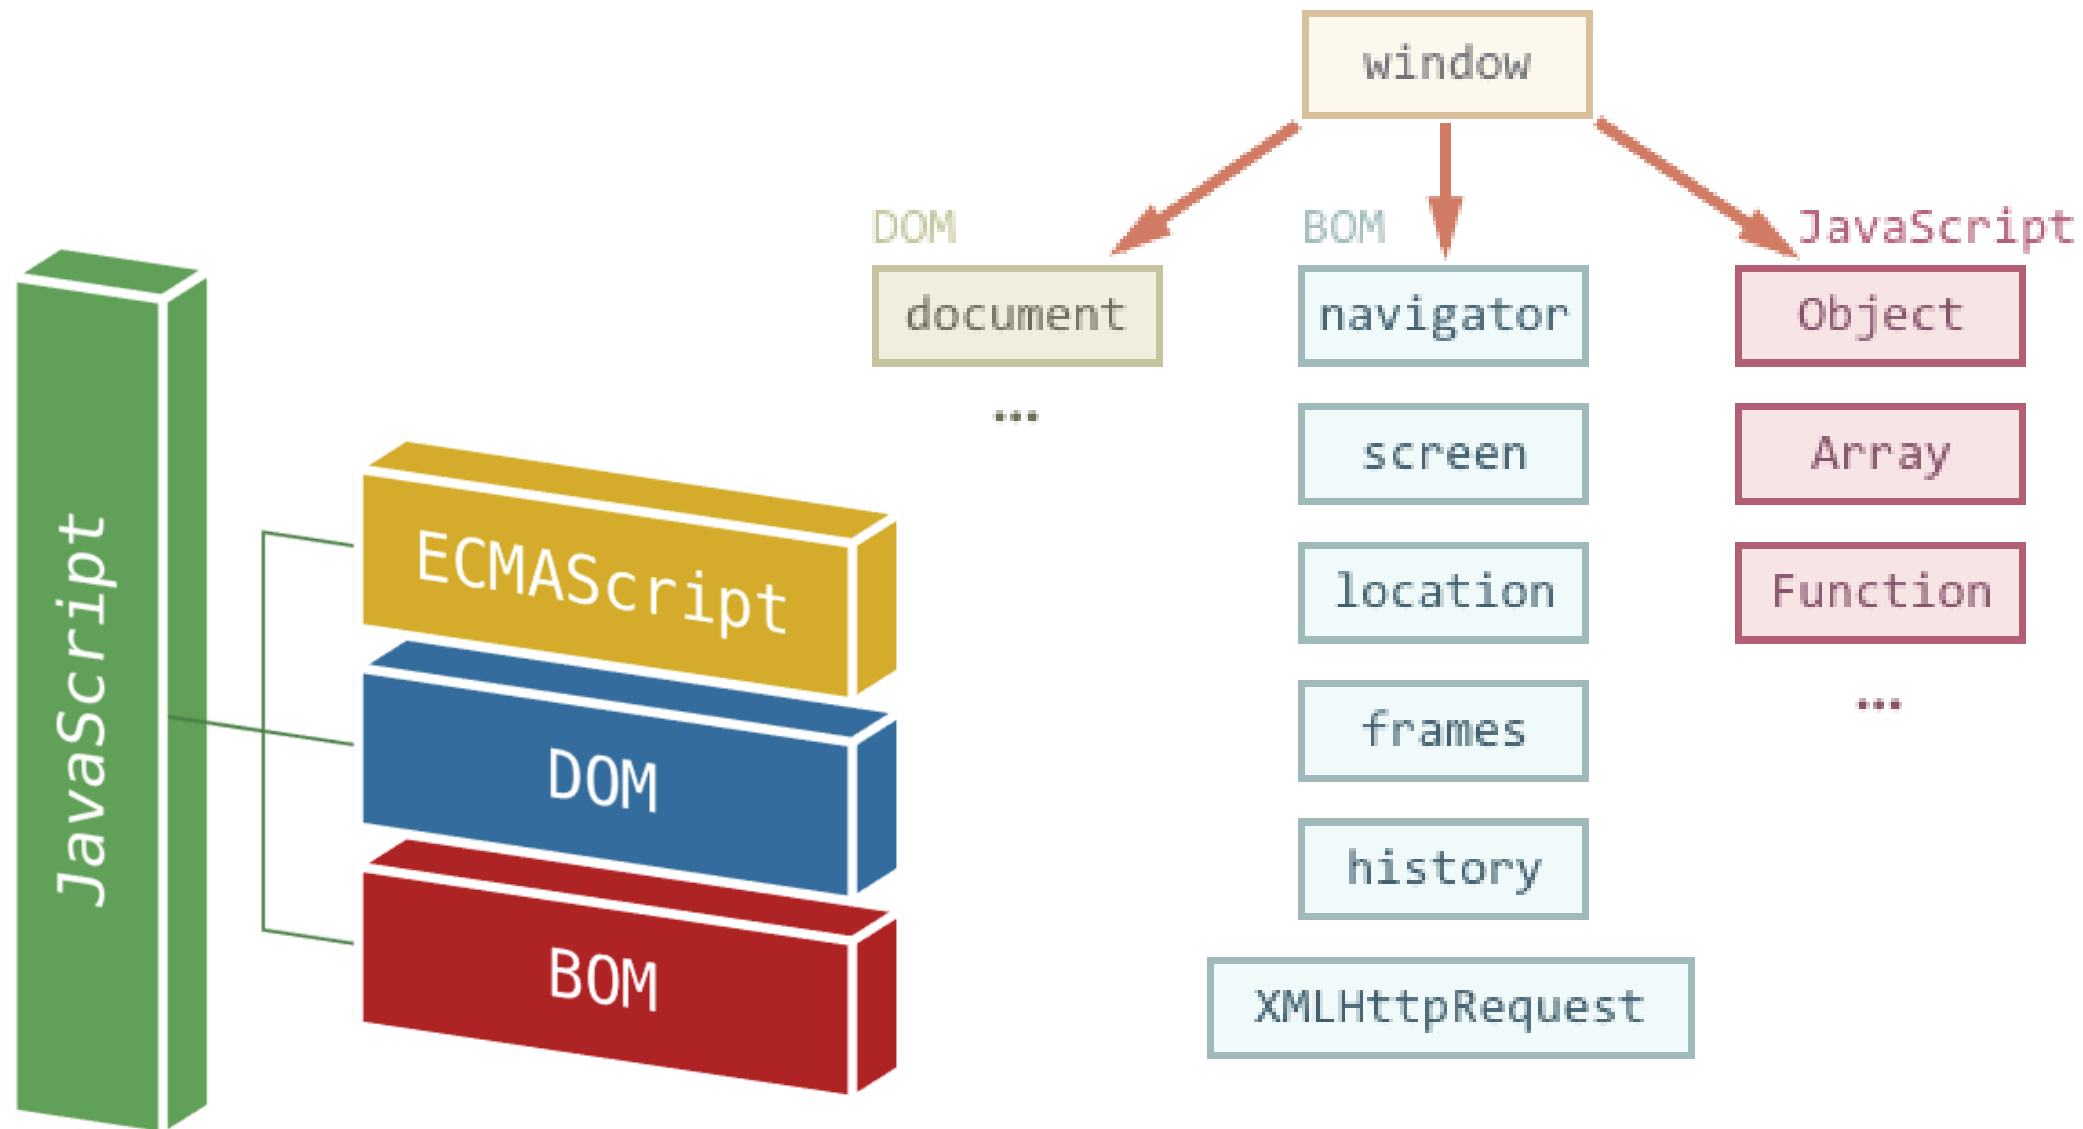 JavaScript
ECMAScript
DOM
BOM
window
DOM
document
...
BOM
navigator
screen
location
frames
history
XMLHttpRequest
JavaScript
Object
Array
Function
...